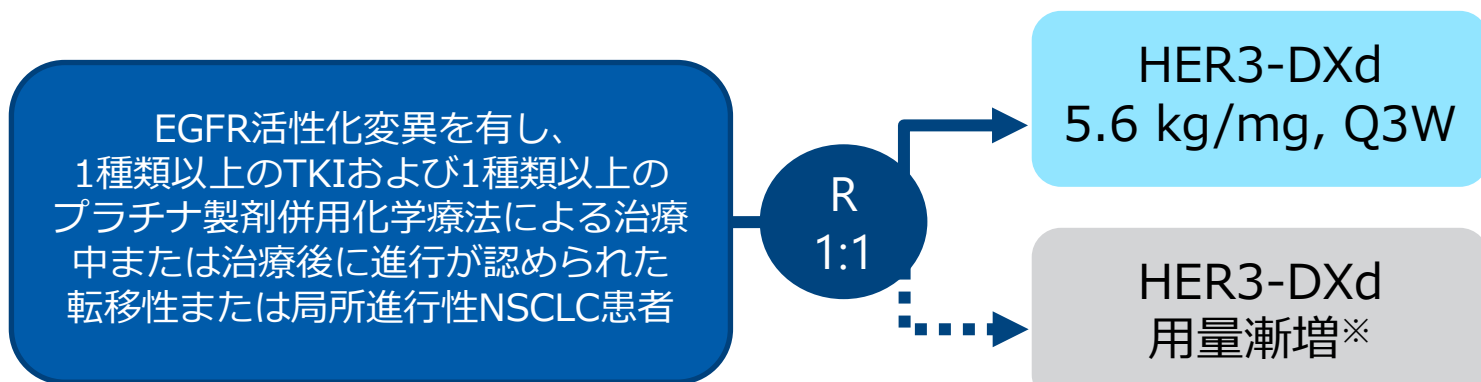 EGFR活性化変異を有し、
1種類以上のTKIおよび1種類以上の
プラチナ製剤併用化学療法による治療
中または治療後に進行が認められた
転移性または局所進行性NSCLC患者
R
1:1
HER3-DXd
5.6 kg/mg, Q3W
HER3-DXd
用量漸増※